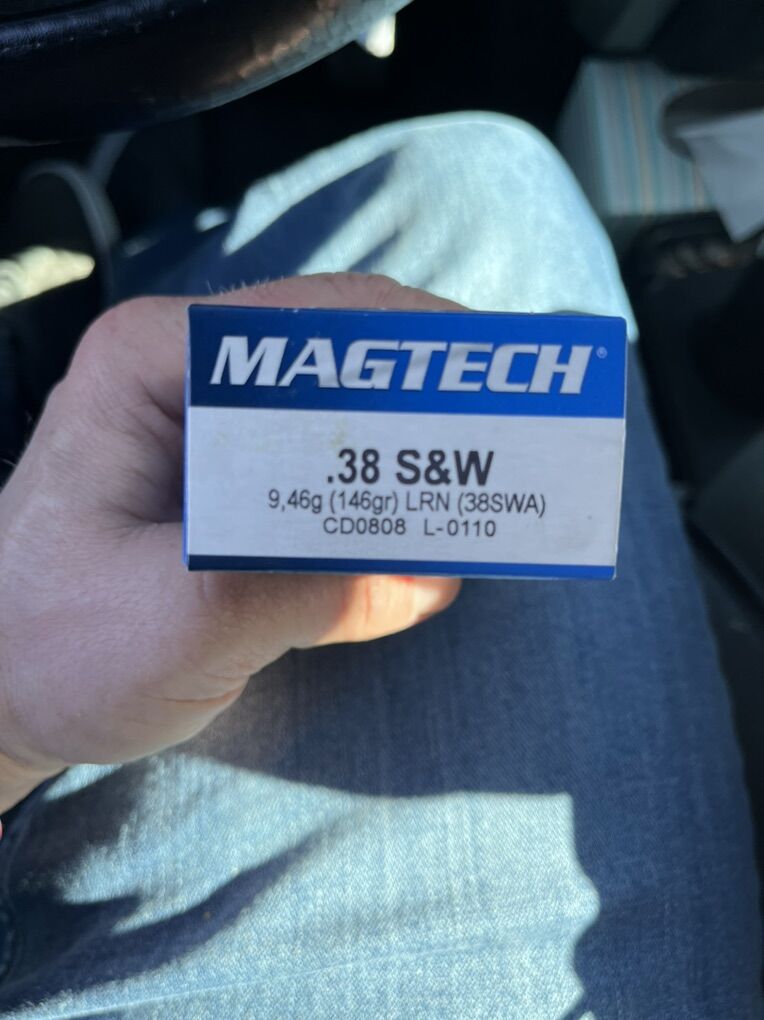 MAGTECH®
.38 S&W
9,46g (146gr) LRN (38SWA)
CD0808 L-0110